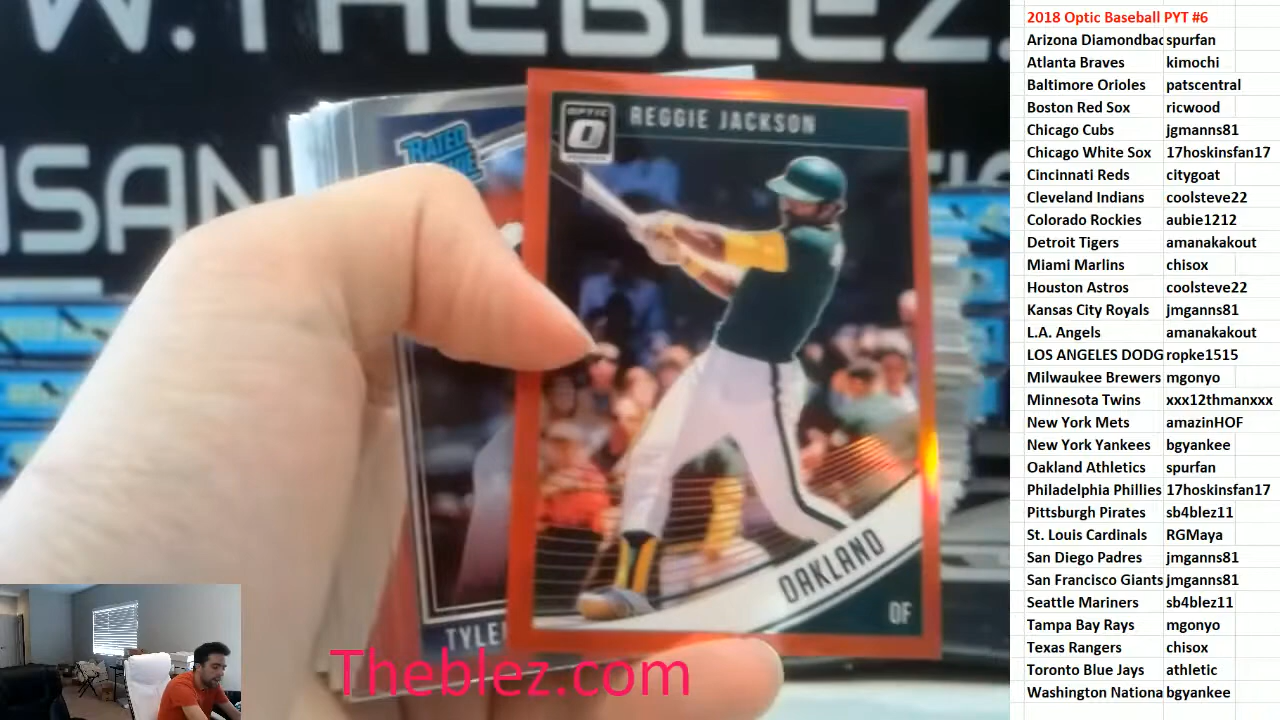 W.THEBLEZ.
ISAN
OPTIC
REGGIE JACKSON
RATED
OAKLAND
OF
TYLE
Theblez.com
2018 Optic Baseball PYT #6
Arizona Diamondbac spurfan
Atlanta Braves kimochi
Baltimore Orioles patscentral
Boston Red Sox ricwood
Chicago Cubs jgmanns81
Chicago White Sox 17hoskinsfan17
Cincinnati Reds citygoat
Cleveland Indians coolsteve22
Colorado Rockies aubie1212
Detroit Tigers amanakakout
Miami Marlins chisox
Houston Astros coolsteve22
Kansas City Royals jmganns81
L.A. Angels amanakakout
LOS ANGELES DODG ropke1515
Milwaukee Brewers mgonyo
Minnesota Twins xxx12thmanxxx
New York Mets amazinHOF
New York Yankees bgyankee
Oakland Athletics spurfan
Philadelphia Phillies 17hoskinsfan17
Pittsburgh Pirates sb4blez11
St. Louis Cardinals RGMaya
San Diego Padres jmganns81
San Francisco Giants jmganns81
Seattle Mariners sb4blez11
Tampa Bay Rays mgonyo
Texas Rangers chisox
Toronto Blue Jays athletic
Washington Nationa bgyankee